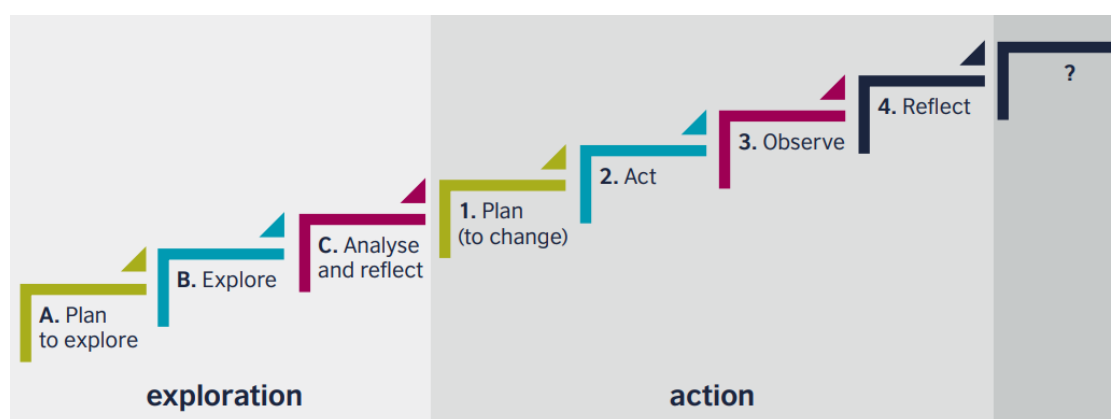 A. Plan
to explore
B. Explore
C. Analyse
and reflect
1. Plan
(to change)
2. Act
3. Observe
4. Reflect
?
exploration
action